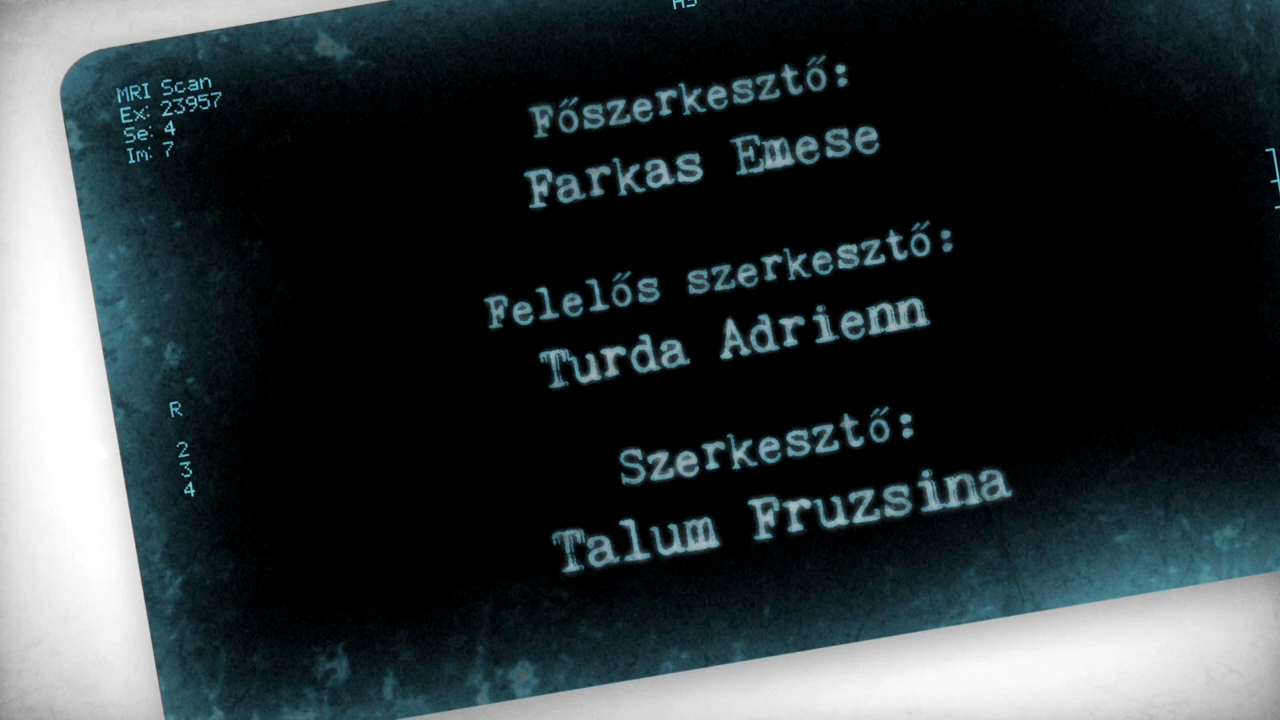 MRI Scan
Ex: 23957
Se: 4
Im: 7
Főszerkesztő:
Farkas Emese
Felelős szerkesztő:
Turda Adrienn
Szerkesztő:
Talum Fruzsina
R
2
3
4